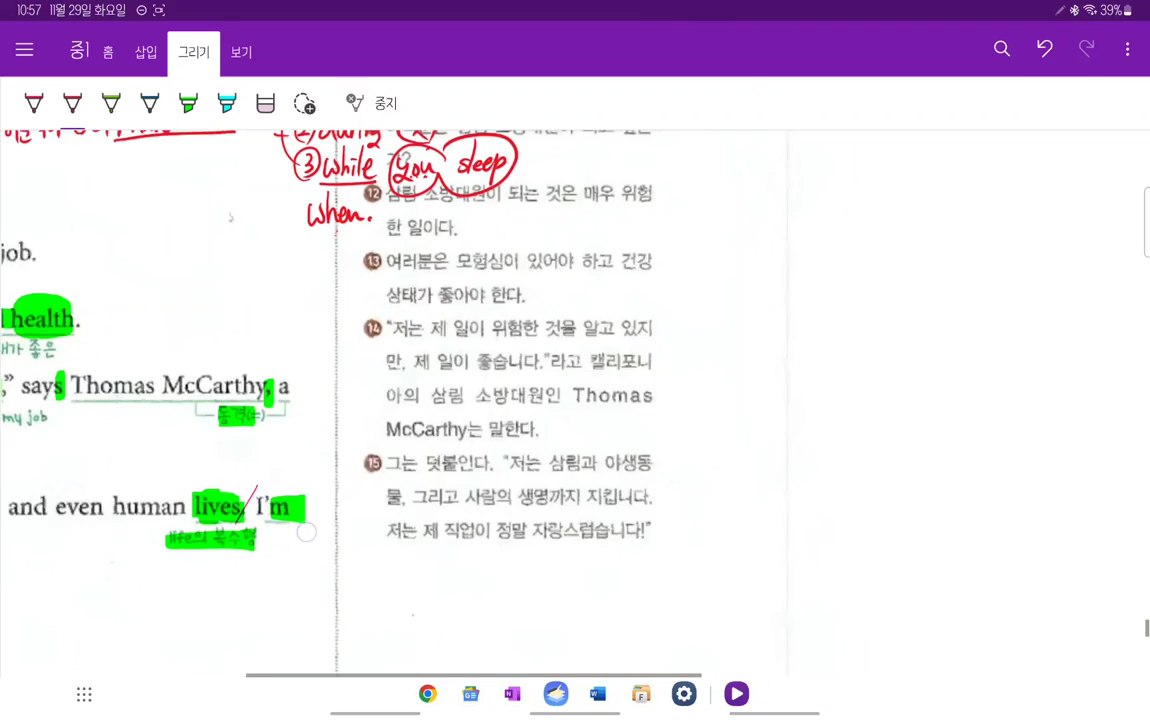 10:57 11월 29일 화요일
39%
중1 홈 삽입 그리기 보기
중지
③ while you sleep
when.
job.
health.
가 좋은
," says Thomas McCarthy, a
my job
동격(=)
and even human lives. I'm
life의 복수형
가?
⑫ 삼림 소방대원이 되는 것은 매우 위험
한 일이다.
⑬ 여러분은 모험심이 있어야 하고 건강
상태가 좋아야 한다.
⑭ "저는 제 일이 위험한 것을 알고 있지
만, 제 일이 좋습니다."라고 캘리포니
아의 삼림 소방대원인 Thomas
McCarthy는 말한다.
⑮ 그는 덧붙인다. "저는 삼림과 야생동
물, 그리고 사람의 생명까지 지킵니다.
저는 제 직업이 정말 자랑스럽습니다!"